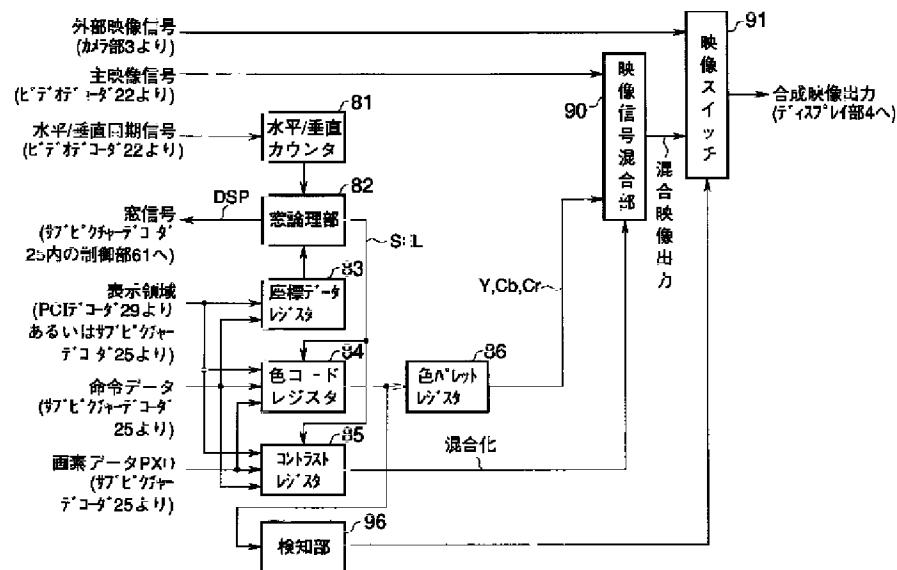 外部映像信号
(カメラ部3より)
主映像信号
(ビデオデコーダ22より)
水平/垂直同期信号
(ビデオデコーダ22より)
窓信号
(サブピクチャーデコーダ
25内の制御部61へ)
表示領域
(PCIデコーダ29より
あるいはサブピクチャー
デコーダ25より)
命令データ
(サブピクチャーデコーダ
25より)
画素データPXD
(サブピクチャー
デコーダ25より)
81
水平/垂直
カウンタ
82
窓論理部
DSP
SEL
83
座標データ
レジスタ
84
色コード
レジスタ
85
コントラスト
レジスタ
86
色パレット
レジスタ
96
検知部
Y,Cb,Cr
混合化
90
映像信号混合部
混合映像出力
91
映像スイッチ
合成映像出力
(ディスプレイ部4へ)